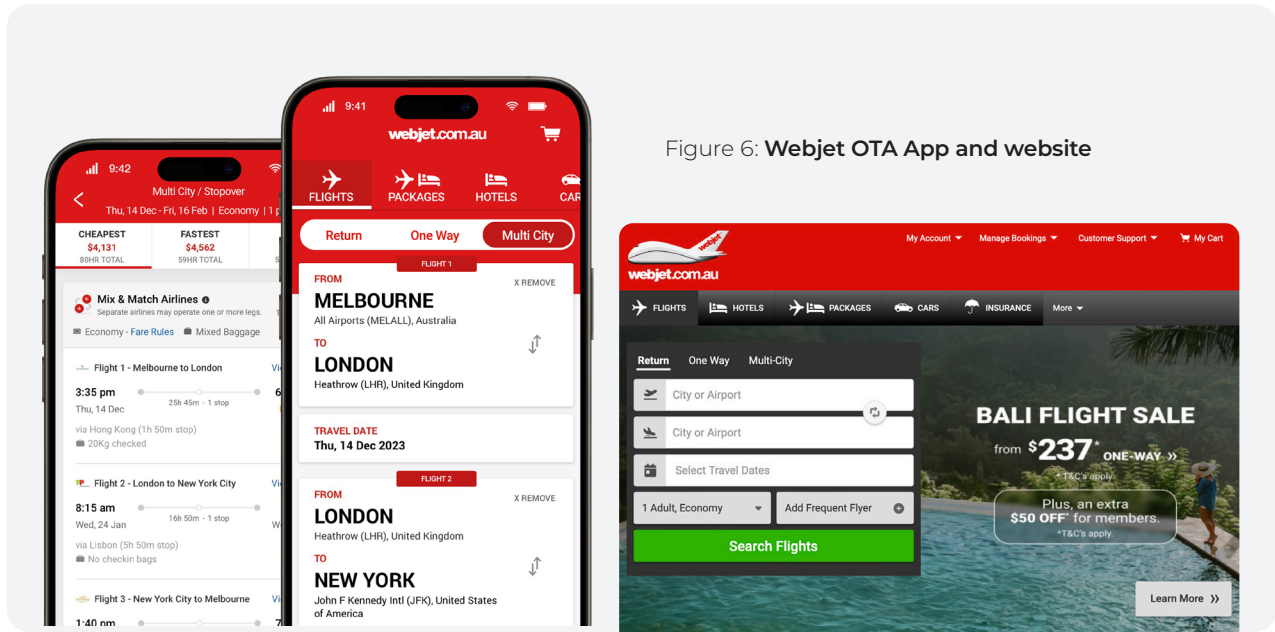 9:42
Multi City / Stopover
Thu, 14 Dec - Fri, 16 Feb | Economy | 1
CHEAPEST
$4,131
80HR TOTAL
FASTEST
$4,562
59HR TOTAL
Mix & Match Airlines
Separate airlines may operate one or more legs.
Economy - Fare Rules
Mixed Baggage
Flight 1 - Melbourne to London
3:35 pm
Thu, 14 Dec
25h 45m - 1 stop
via Hong Kong (1h 50m stop)
20Kg checked
Flight 2 - London to New York City
8:15 am
Wed, 24 Jan
16h 50m - 1 stop
via Lisbon (5h 50m stop)
No checkin bags
Flight 3 - New York City to Melbourne
1:40 pm
9:41
webjet.com.au
FLIGHTS
PACKAGES
HOTELS
Return
One Way
Multi City
FLIGHT 1
FROM
X REMOVE
MELBOURNE
All Airports (MELALL), Australia
TO
LONDON
Heathrow (LHR), United Kingdom
TRAVEL DATE
Thu, 14 Dec 2023
FLIGHT 2
FROM
X REMOVE
LONDON
Heathrow (LHR), United Kingdom
TO
NEW YORK
John F Kennedy Intl (JFK), United States
of America
Figure 6: Webjet OTA App and website
webjet
webjet.com.au
My Account
Manage Bookings
Customer Support
My Cart
FLIGHTS
HOTELS
PACKAGES
CARS
INSURANCE
More
Return
One Way
Multi-City
City or Airport
City or Airport
Select Travel Dates
1 Adult, Economy
Add Frequent Flyer
Search Flights
BALI FLIGHT SALE
from $237* ONE-WAY »
* T&C's apply.
Plus, an extra
$50 OFF^ for members.
^T&C's apply.
Learn More »